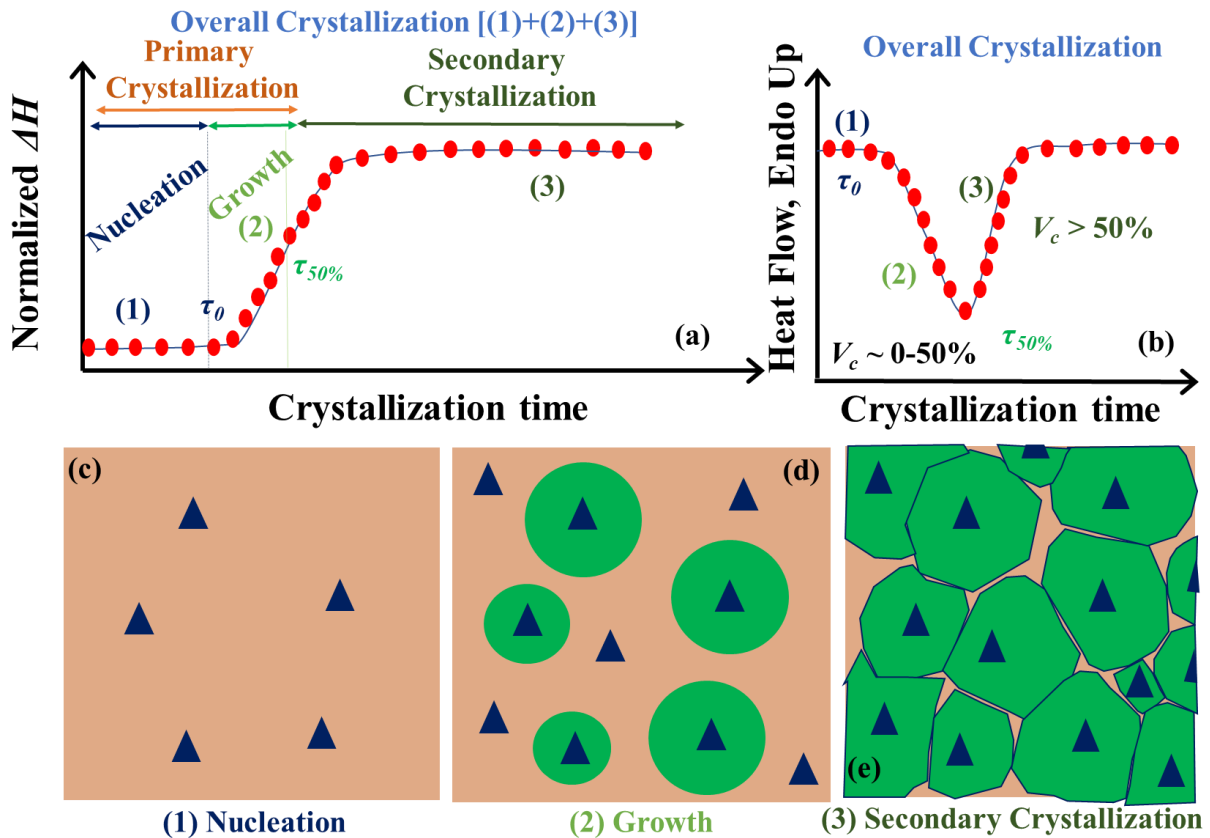 Overall Crystallization [(1)+(2)+(3)]
Primary
Crystallization
Secondary
Crystallization
Normalized ΔH
Nucleation
Growth
(1)
τ0
(2)
τ50%
(3)
(a)
Crystallization time
Overall Crystallization
Heat Flow, Endo Up
(1)
τ0
(2)
(3)
Vc > 50%
τ50%
Vc ~ 0-50%
(b)
Crystallization time
(c)
(1) Nucleation
(d)
(2) Growth
(e)
(3) Secondary Crystallization